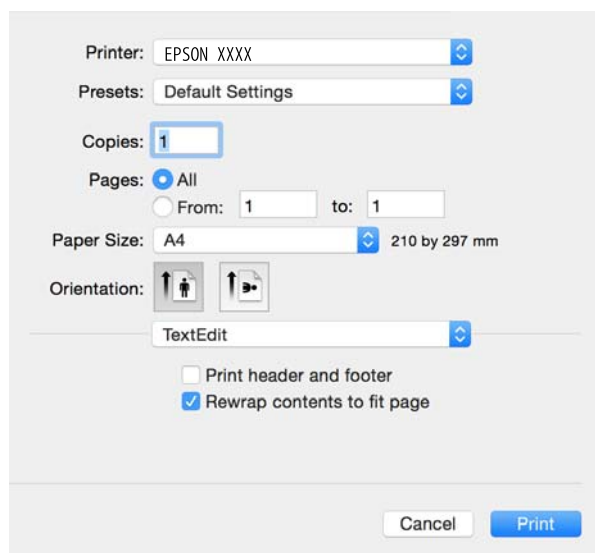 Printer: EPSON XXXX
Presets: Default Settings
Copies: 1
Pages: All
From: 1 to: 1
Paper Size: A4 210 by 297 mm
Orientation:
TextEdit
Print header and footer
Rewrap contents to fit page
Cancel Print